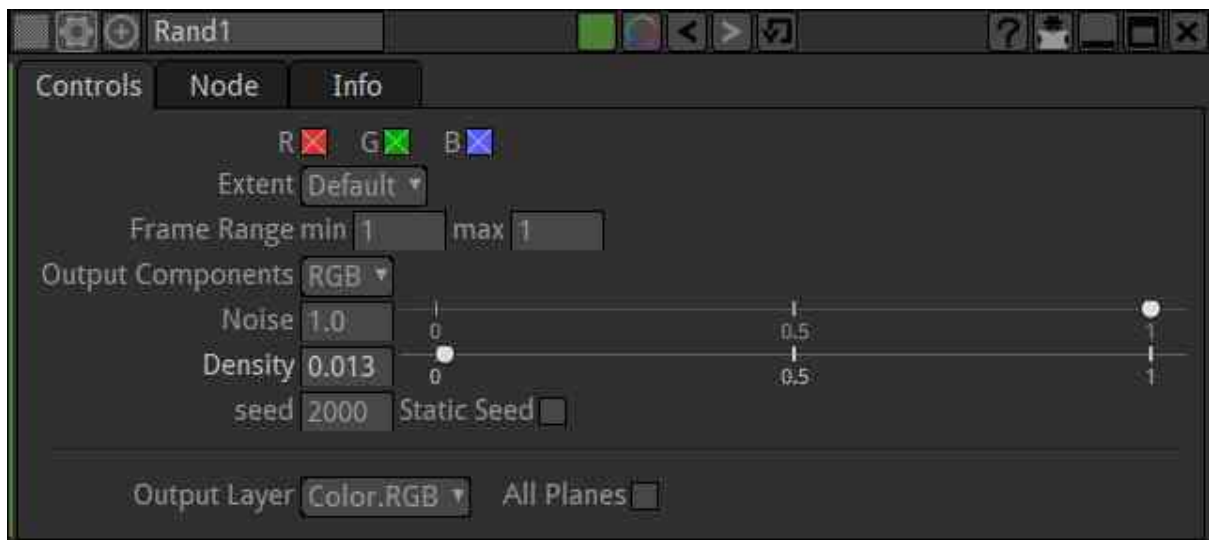 Rand1 < > ?
Controls Node Info
R G B
Extent Default
Frame Range min 1 max 1
Output Components RGB
Noise 1.0
0 0.5 1
Density 0.013
0 0.5 1
seed 2000 Static Seed
Output Layer Color.RGB All Planes